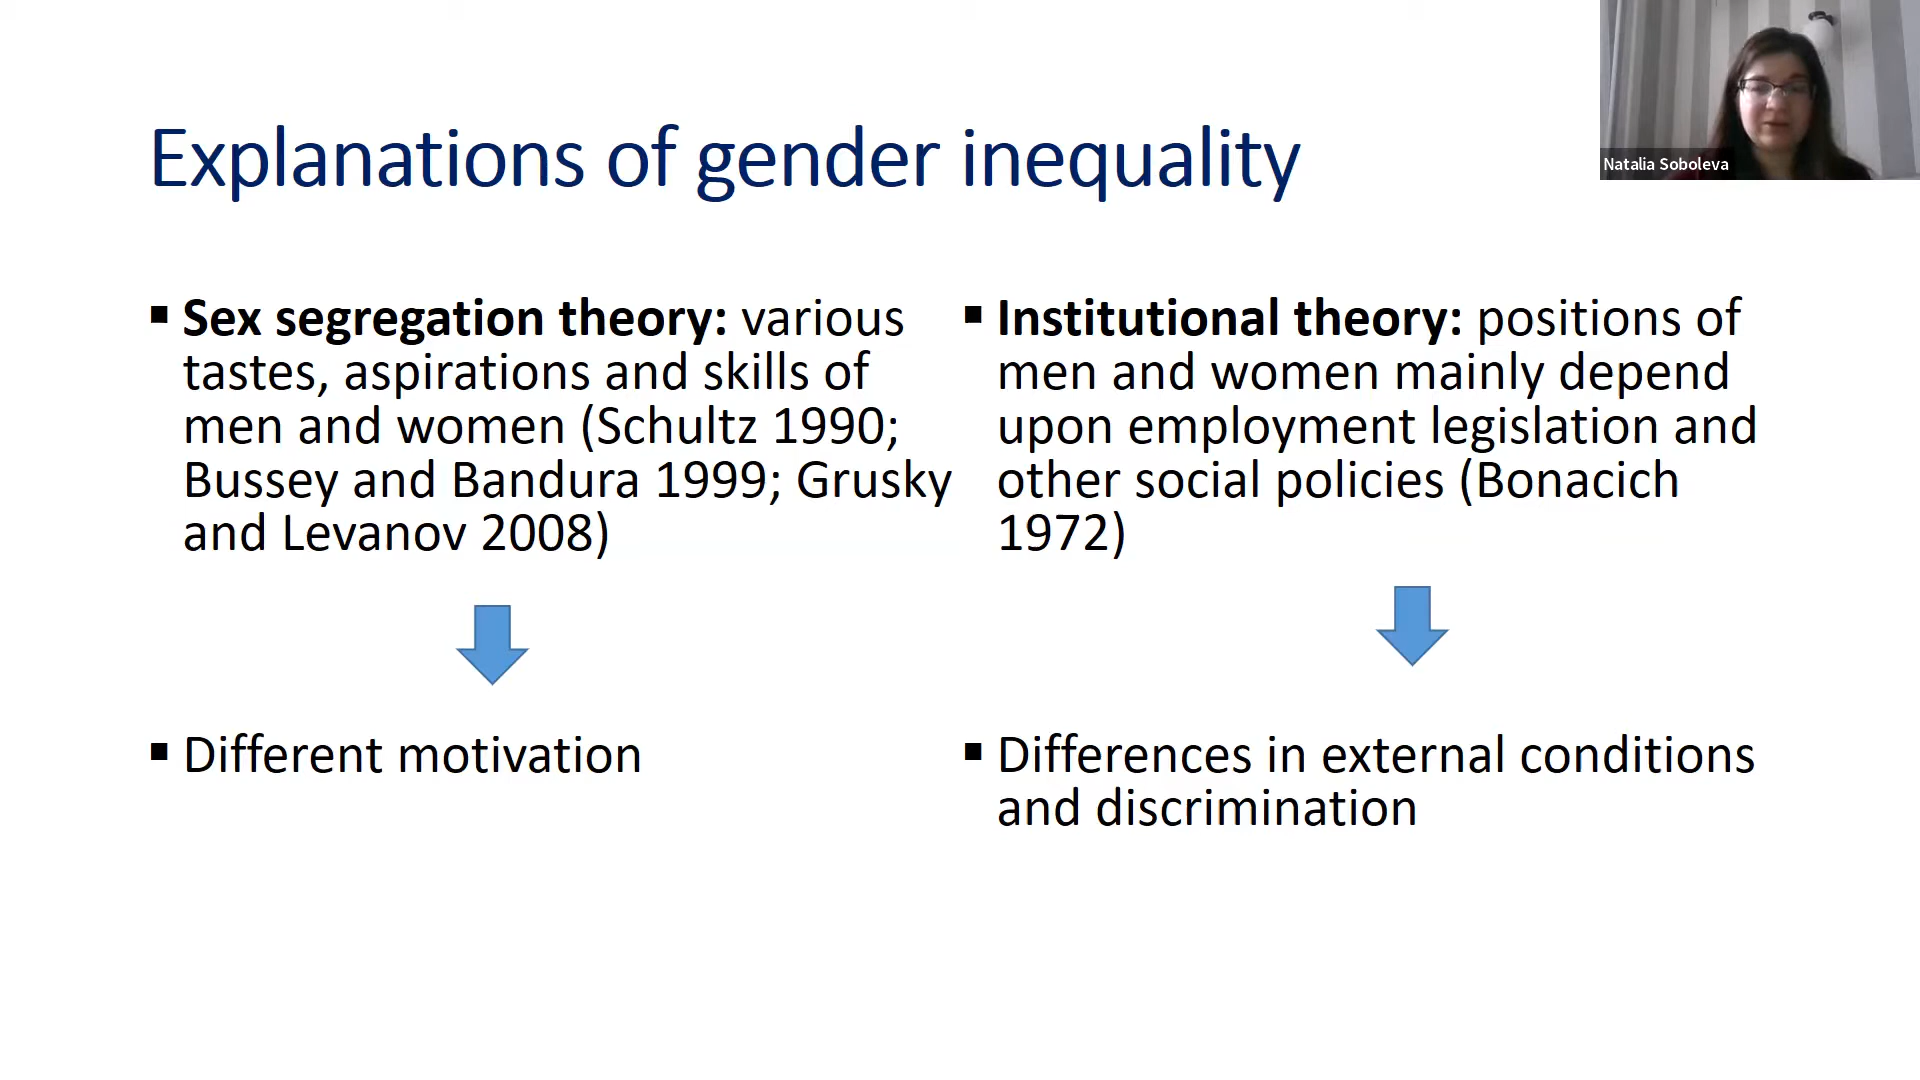 Explanations of gender inequality
Natalia Soboleva
▪ Sex segregation theory: various
tastes, aspirations and skills of
men and women (Schultz 1990;
Bussey and Bandura 1999; Grusky
and Levanov 2008)
▪ Different motivation
▪ Institutional theory: positions of
men and women mainly depend
upon employment legislation and
other social policies (Bonacich
1972)
▪ Differences in external conditions
and discrimination